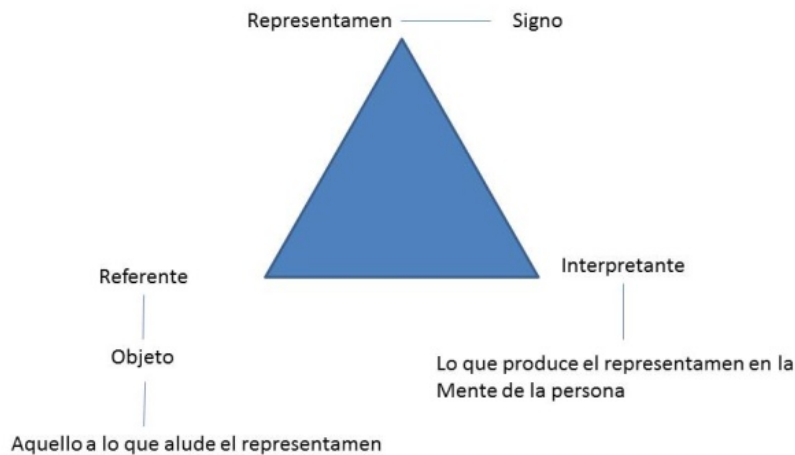 Representamen Signo
Referente
Interpretante
Objeto
Lo que produce el representamen en la
Mente de la persona
Aquello a lo que alude el representamen